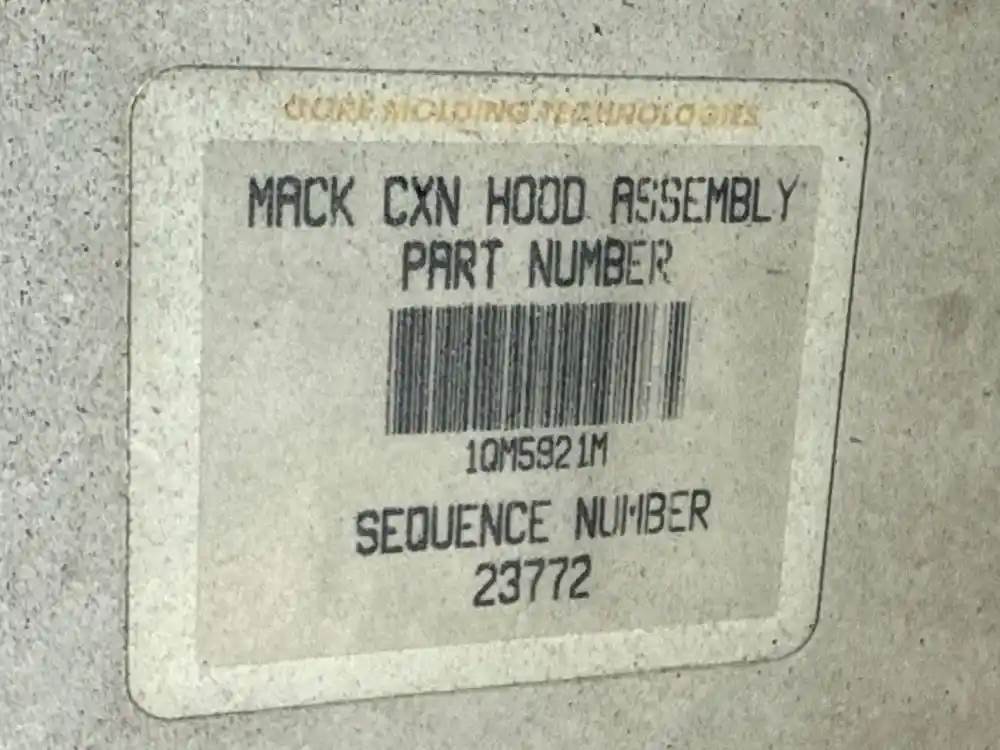 CORE MOLDING TECHNOLOGIES
MACK CXN HOOD ASSEMBLY
PART NUMBER
1QM5921M
SEQUENCE NUMBER
23772